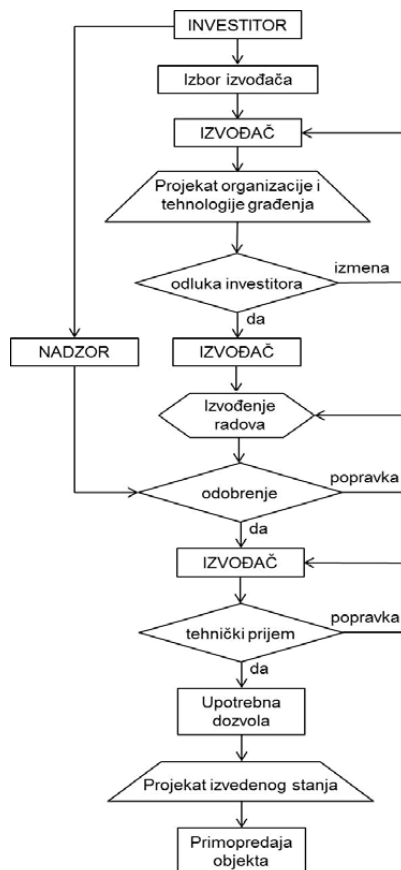 INVESTITOR
Izbor izvođača
IZVOĐAČ
Projekat organizacije i
tehnologije građenja
odluka investitora
izmena
da
NADZOR
IZVOĐAČ
Izvođenje
radova
odobrenje
popravka
da
IZVOĐAČ
tehnički prijem
popravka
da
Upotrebna
dozvola
Projekat izvedenog stanja
Primopredaja
objekta